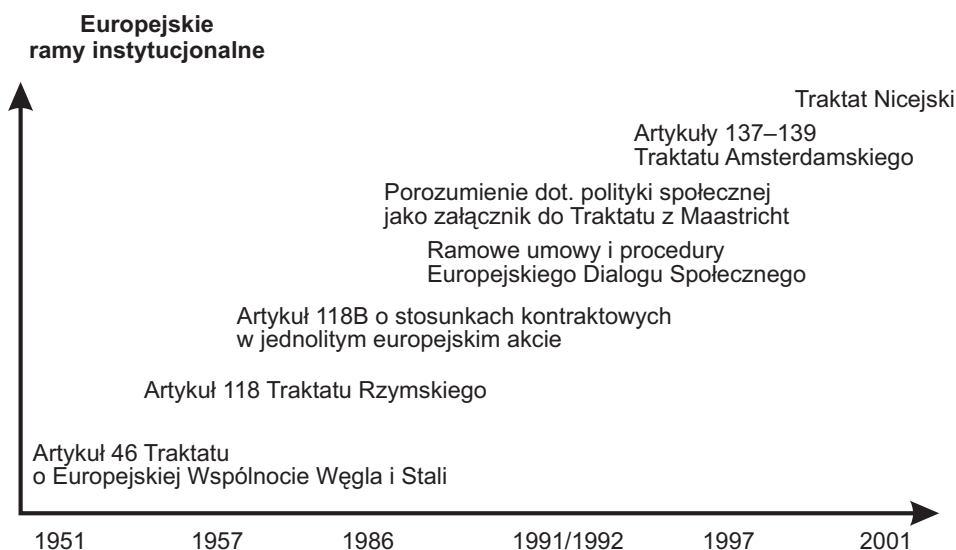 Europejskie
ramy instytucjonalne
Traktat Nicejski
Artykuły 137–139
Traktatu Amsterdamskiego
Porozumienie dot. polityki społecznej
jako załącznik do Traktatu z Maastricht
Ramowe umowy i procedury
Europejskiego Dialogu Społecznego
Artykuł 118B o stosunkach kontraktowych
w jednolitym europejskim akcie
Artykuł 118 Traktatu Rzymskiego
Artykuł 46 Traktatu
o Europejskiej Wspólnocie Węgla i Stali
1951 1957 1986 1991/1992 1997 2001